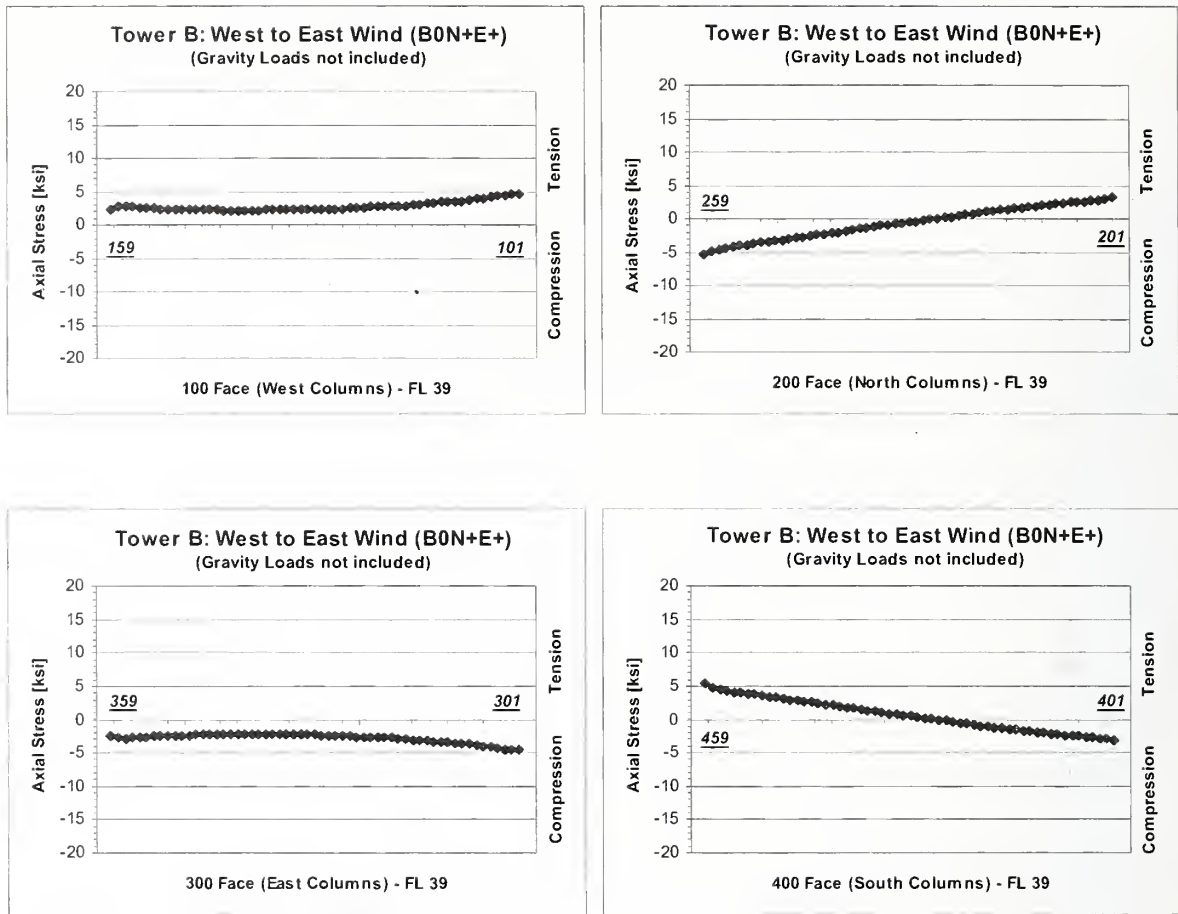 Tower B: West to East Wind (B0N+E+)
(Gravity Loads not included)
Axial Stress [ksi]
20
15
10
5
0
-5
-10
-15
-20
159
101
Tension
Compression
100 Face (West Columns) - FL 39
Tower B: West to East Wind (B0N+E+)
(Gravity Loads not included)
Axial Stress [ksi]
20
15
10
5
0
-5
-10
-15
-20
259
201
Tension
Compression
200 Face (North Columns) - FL 39
Tower B: West to East Wind (B0N+E+)
(Gravity Loads not included)
Axial Stress [ksi]
20
15
10
5
0
-5
-10
-15
-20
359
301
Tension
Compression
300 Face (East Columns) - FL 39
Tower B: West to East Wind (B0N+E+)
(Gravity Loads not included)
Axial Stress [ksi]
20
15
10
5
0
-5
-10
-15
-20
459
401
Tension
Compression
400 Face (South Columns) - FL 39